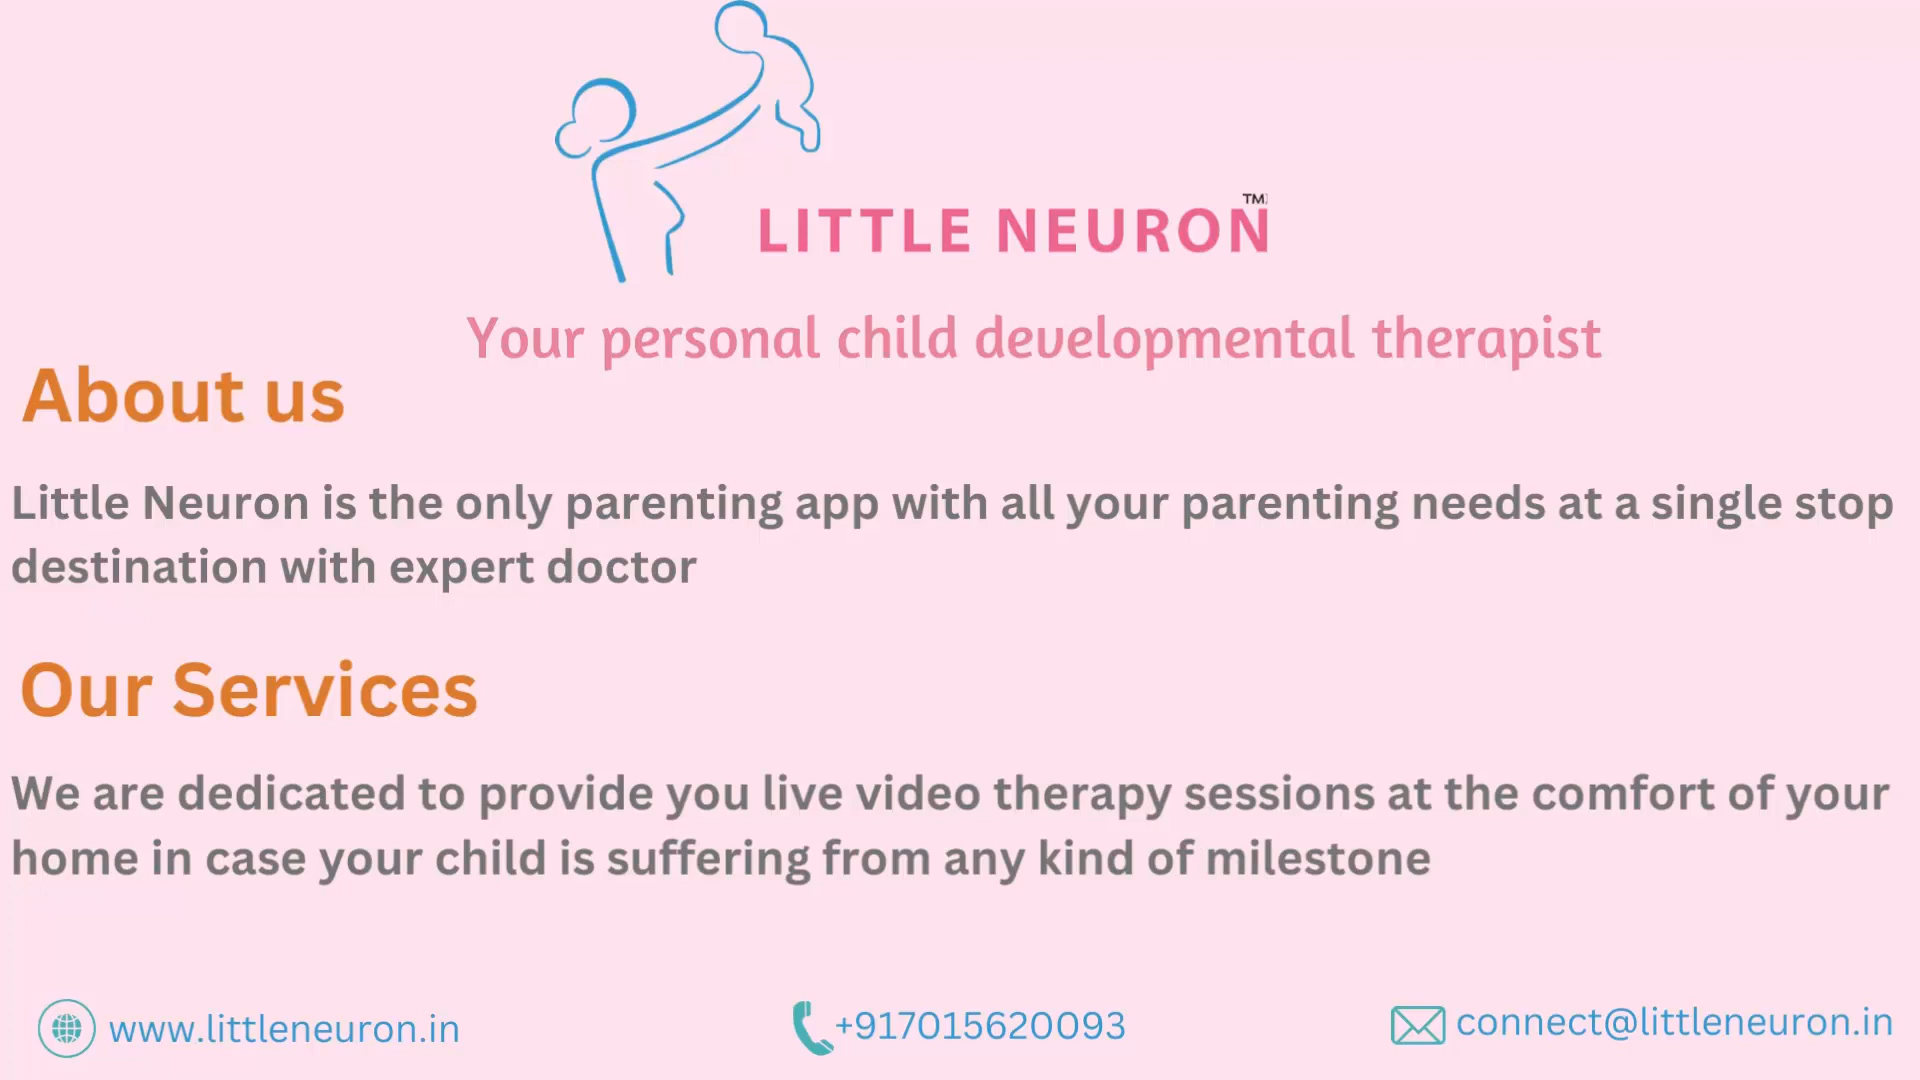 LITTLE NEURON™
Your personal child developmental therapist
About us
Little Neuron is the only parenting app with all your parenting needs at a single stop
destination with expert doctor
Our Services
We are dedicated to provide you live video therapy sessions at the comfort of your
home in case your child is suffering from any kind of milestone
www.littleneuron.in
+917015620093
connect@littleneuron.in